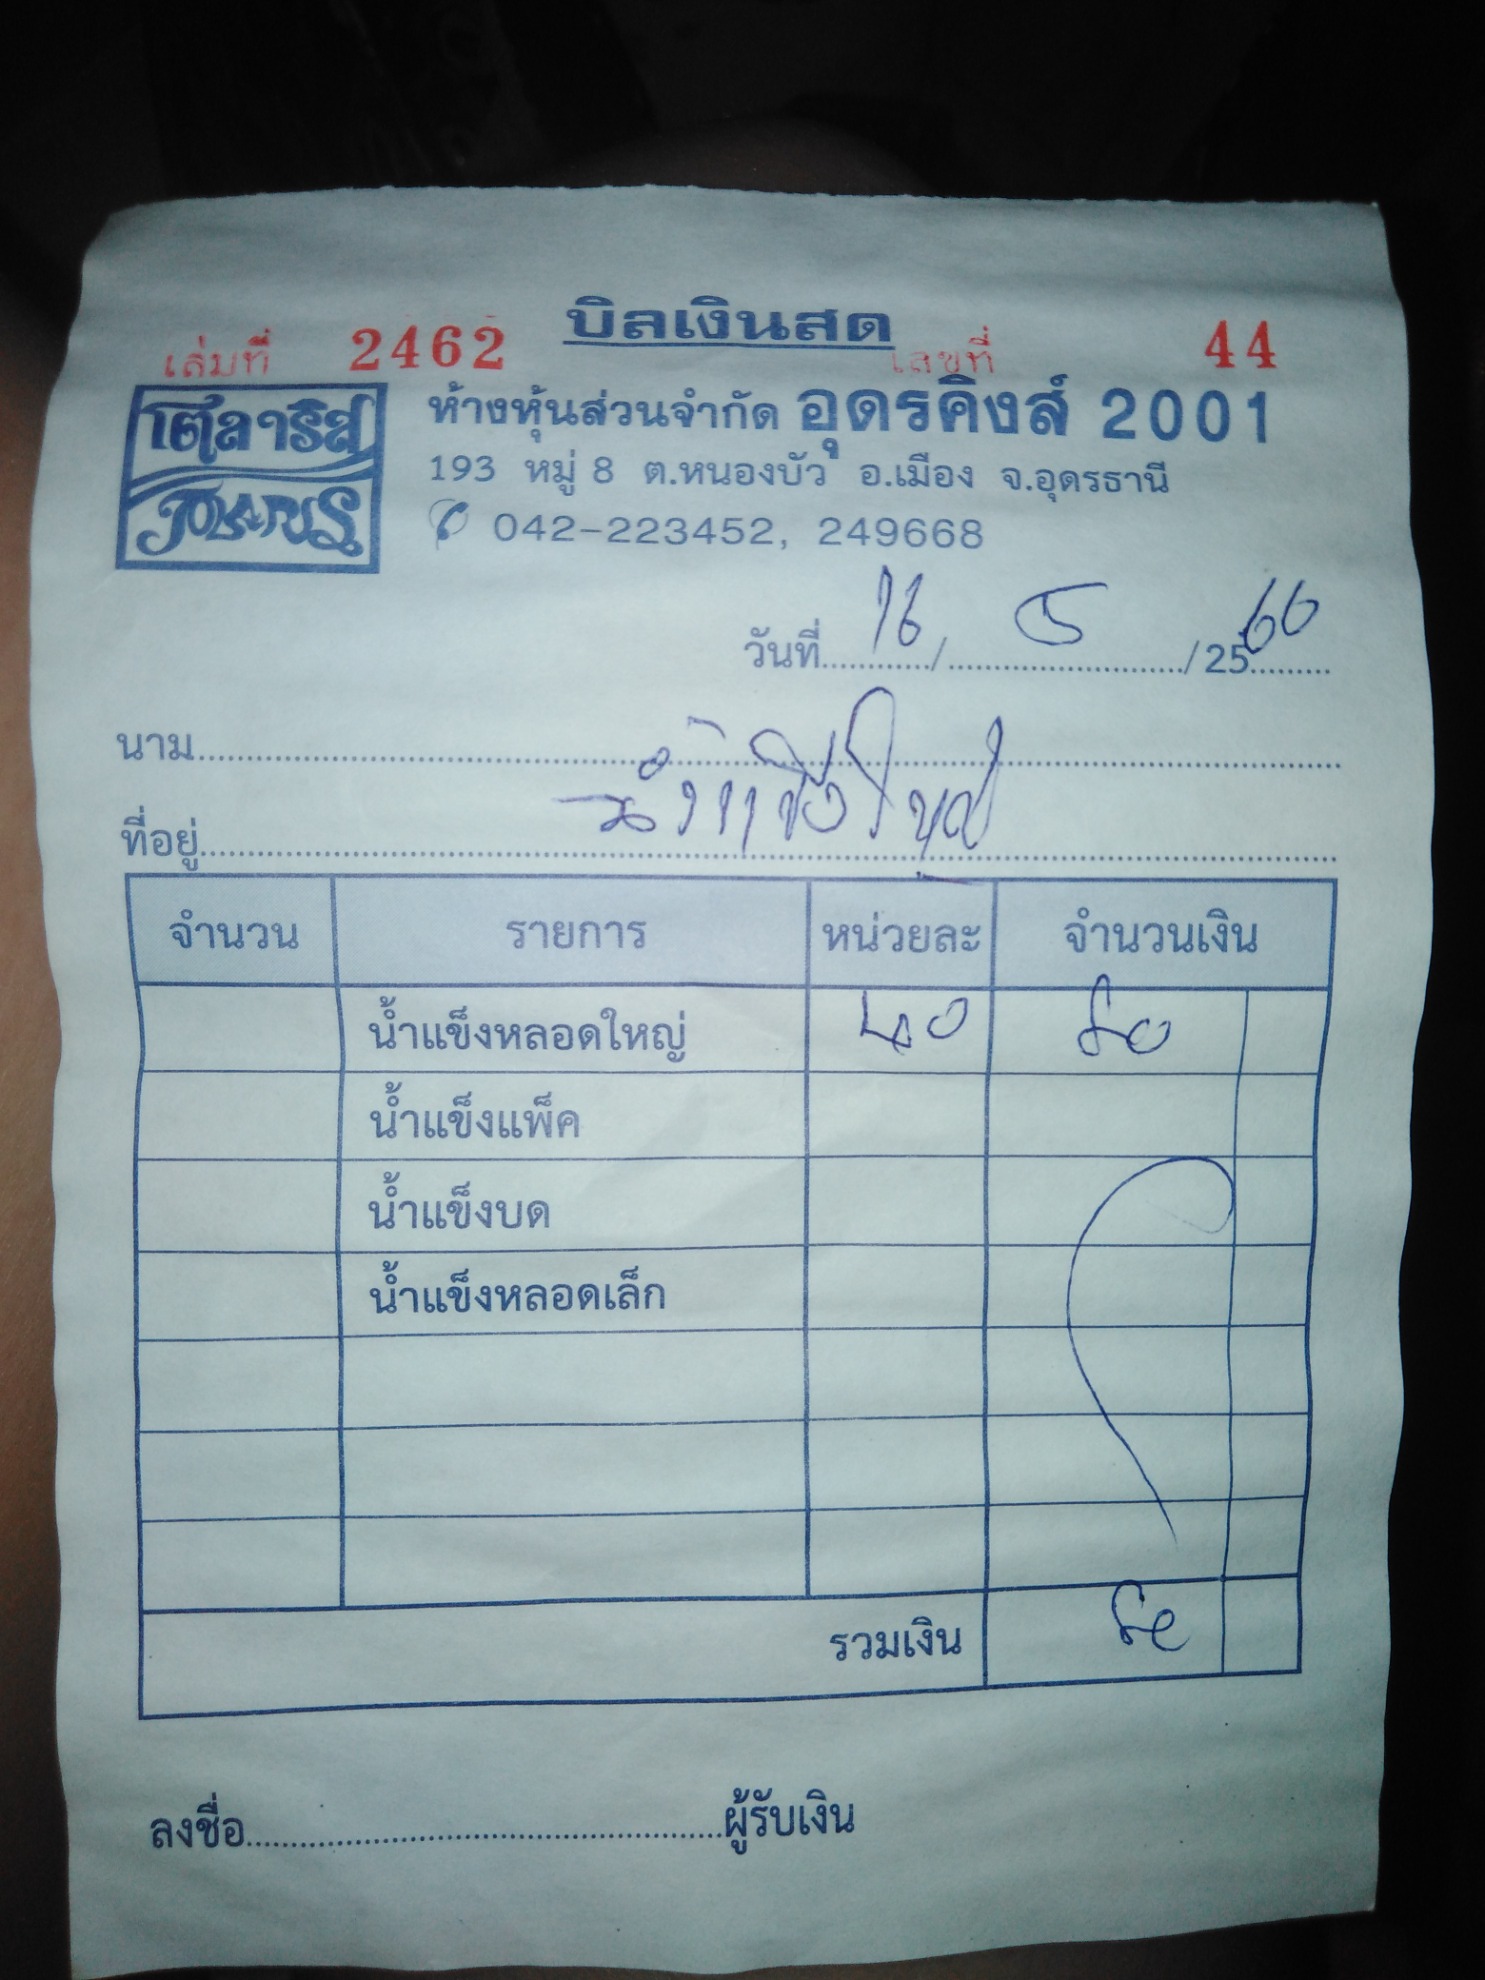 บิลเงินสด
เล่มที่ 2462 เลขที่ 44
โตลาริส
ห้างหุ้นส่วนจำกัด อุดรคิงส์ 2001
193 หมู่ 8 ต.หนองบัว อ.เมือง จ.อุดรธานี
042-223452, 249668
วันที่ 16 / 5 / 2566
นาม
ที่อยู่
จำนวน รายการ หน่วยละ จำนวนเงิน
น้ำแข็งหลอดใหญ่ 40 80
น้ำแข็งแพ็ค
น้ำแข็งบด
น้ำแข็งหลอดเล็ก
รวมเงิน 80
ลงชื่อ ผู้รับเงิน